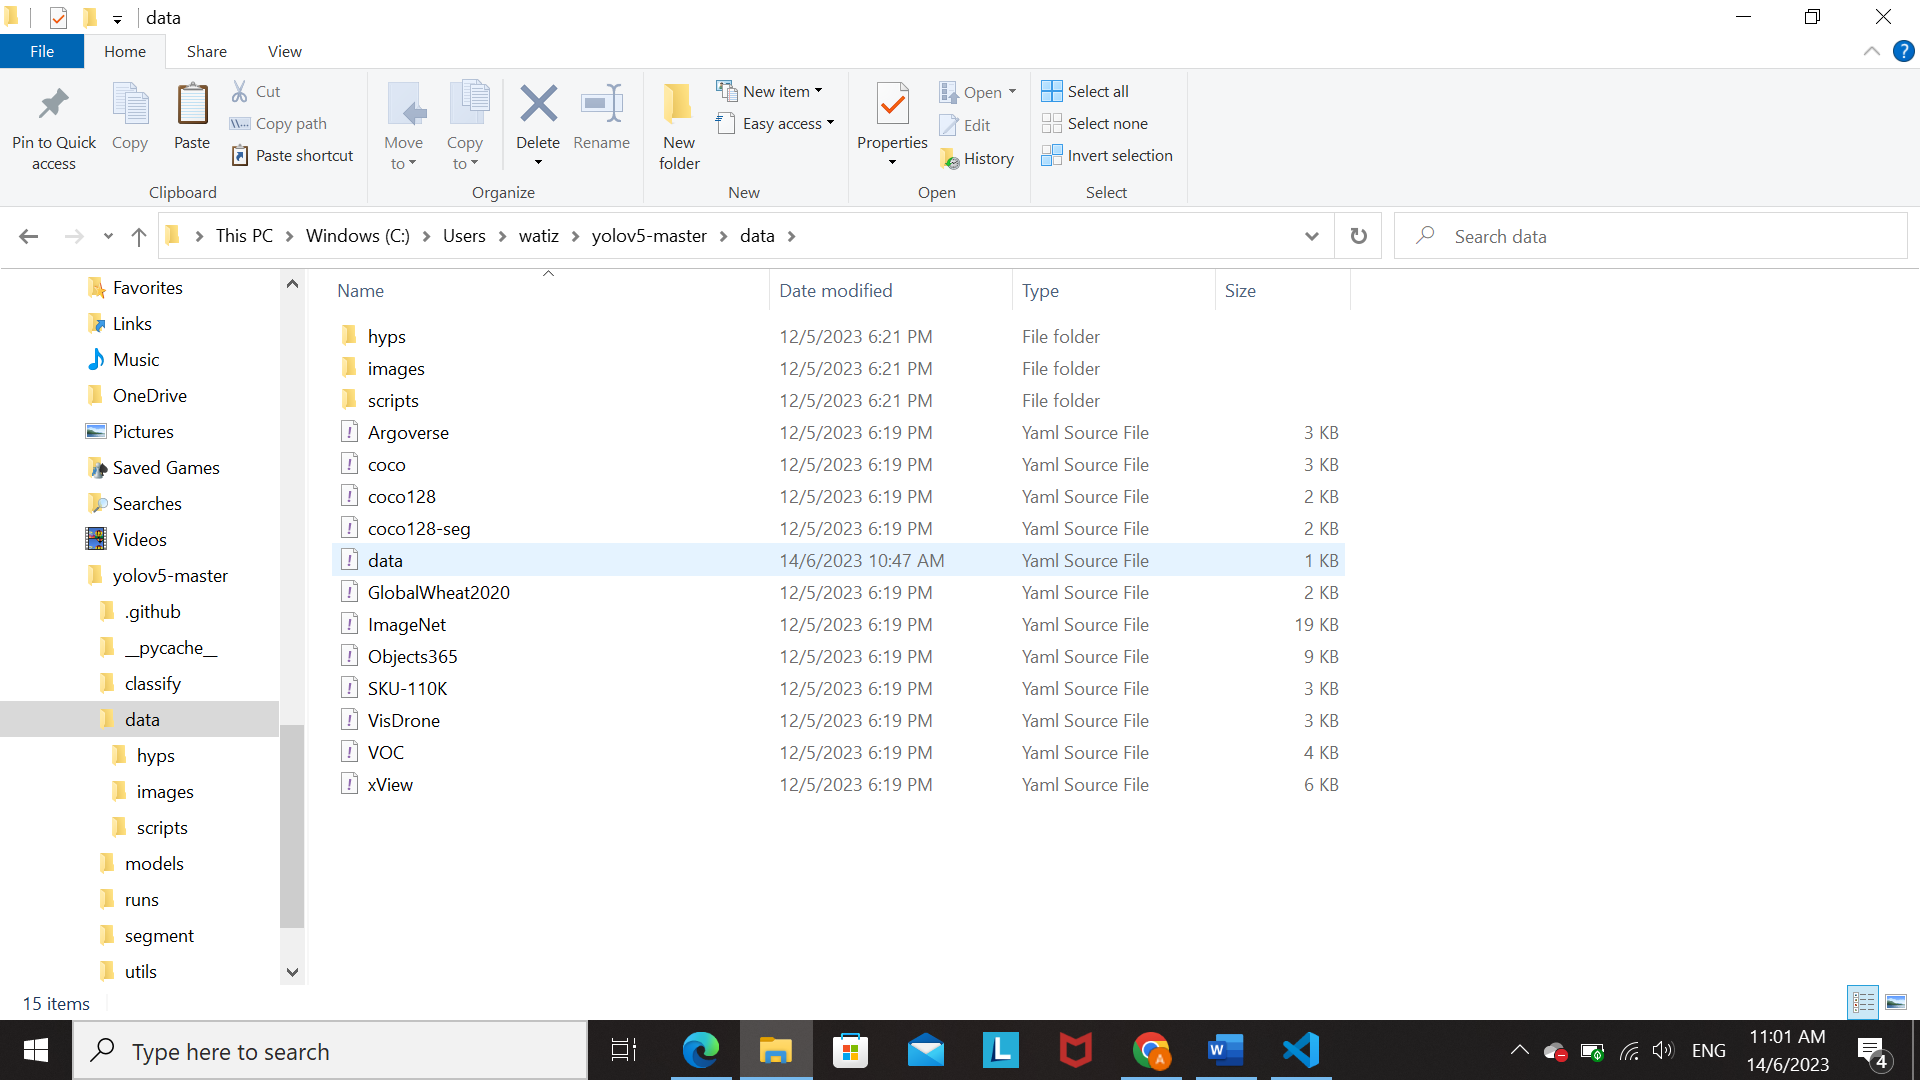 data
File Home Share View
Pin to Quick access
Copy
Paste
Cut
Copy path
Paste shortcut
Clipboard
Move to
Copy to
Delete
Rename
Organize
New folder
New item
Easy access
New
Properties
Open
Edit
History
Open
Select all
Select none
Invert selection
Select
This PC Windows (C:) Users watiz yolov5-master data
Search data
Favorites
Links
Music
OneDrive
Pictures
Saved Games
Searches
Videos
yolov5-master
.github
__pycache__
classify
data
hyps
images
scripts
models
runs
segment
utils
Name Date modified Type Size
hyps 12/5/2023 6:21 PM File folder
images 12/5/2023 6:21 PM File folder
scripts 12/5/2023 6:21 PM File folder
Argoverse 12/5/2023 6:19 PM Yaml Source File 3 KB
coco 12/5/2023 6:19 PM Yaml Source File 3 KB
coco128 12/5/2023 6:19 PM Yaml Source File 2 KB
coco128-seg 12/5/2023 6:19 PM Yaml Source File 2 KB
data 14/6/2023 10:47 AM Yaml Source File 1 KB
GlobalWheat2020 12/5/2023 6:19 PM Yaml Source File 2 KB
ImageNet 12/5/2023 6:19 PM Yaml Source File 19 KB
Objects365 12/5/2023 6:19 PM Yaml Source File 9 KB
SKU-110K 12/5/2023 6:19 PM Yaml Source File 3 KB
VisDrone 12/5/2023 6:19 PM Yaml Source File 3 KB
VOC 12/5/2023 6:19 PM Yaml Source File 4 KB
xView 12/5/2023 6:19 PM Yaml Source File 6 KB
15 items
Type here to search
L
A
W
ENG
11:01 AM
14/6/2023
4